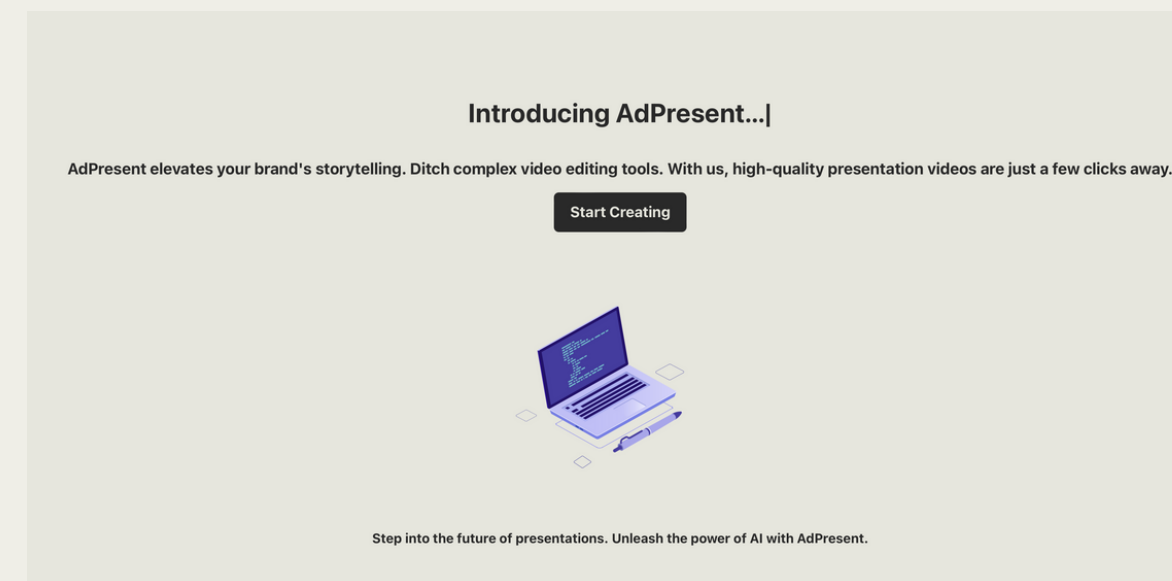 Introducing AdPresent...|
AdPresent elevates your brand's storytelling. Ditch complex video editing tools. With us, high-quality presentation videos are just a few clicks away.
Start Creating
Step into the future of presentations. Unleash the power of AI with AdPresent.